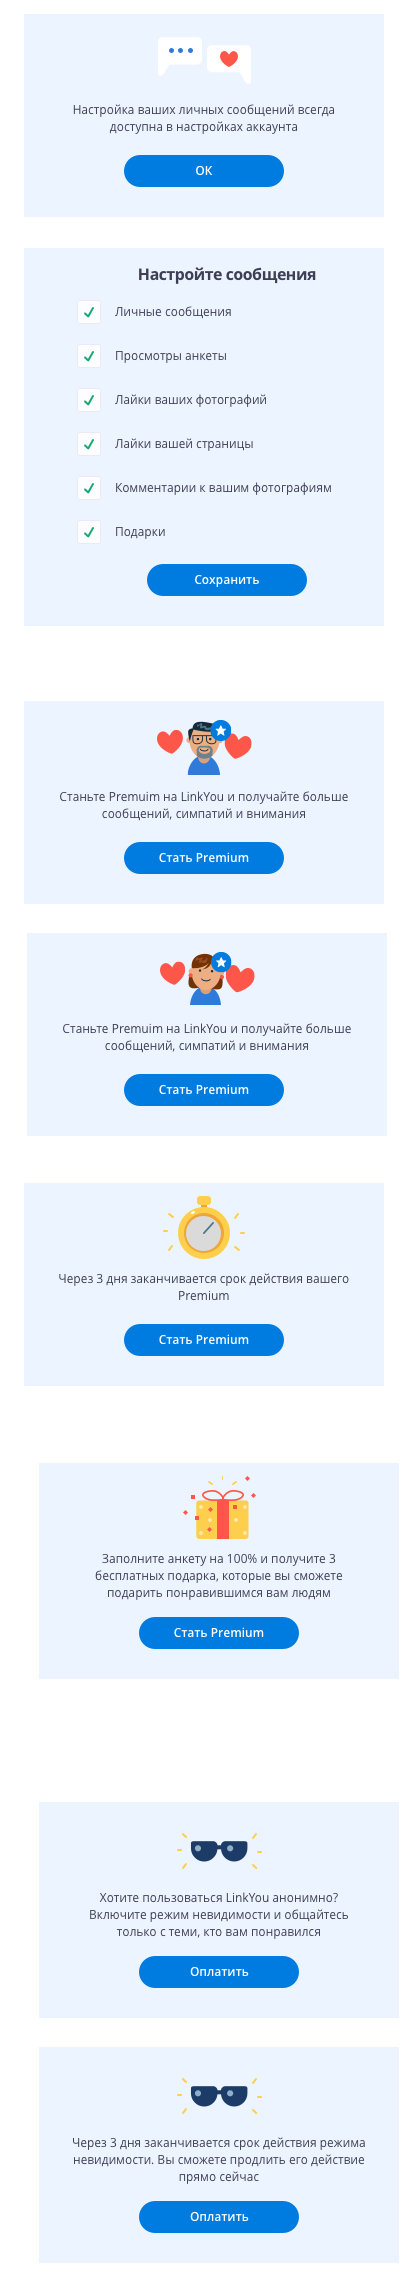 Настройка ваших личных сообщений всегда
доступна в настройках аккаунта
ОК
Настройте сообщения
Личные сообщения
Просмотры анкеты
Лайки ваших фотографий
Лайки вашей страницы
Комментарии к вашим фотографиям
Подарки
Сохранить
Станьте Premuim на LinkYou и получайте больше
сообщений, симпатий и внимания
Стать Premium
Станьте Premuim на LinkYou и получайте больше
сообщений, симпатий и внимания
Стать Premium
Через 3 дня заканчивается срок действия вашего
Premium
Стать Premium
Заполните анкету на 100% и получите 3
бесплатных подарка, которые вы сможете
подарить понравившимся вам людям
Стать Premium
Хотите пользоваться LinkYou анонимно?
Включите режим невидимости и общайтесь
только с теми, кто вам понравился
Оплатить
Через 3 дня заканчивается срок действия режима
невидимости. Вы сможете продлить его действие
прямо сейчас
Оплатить